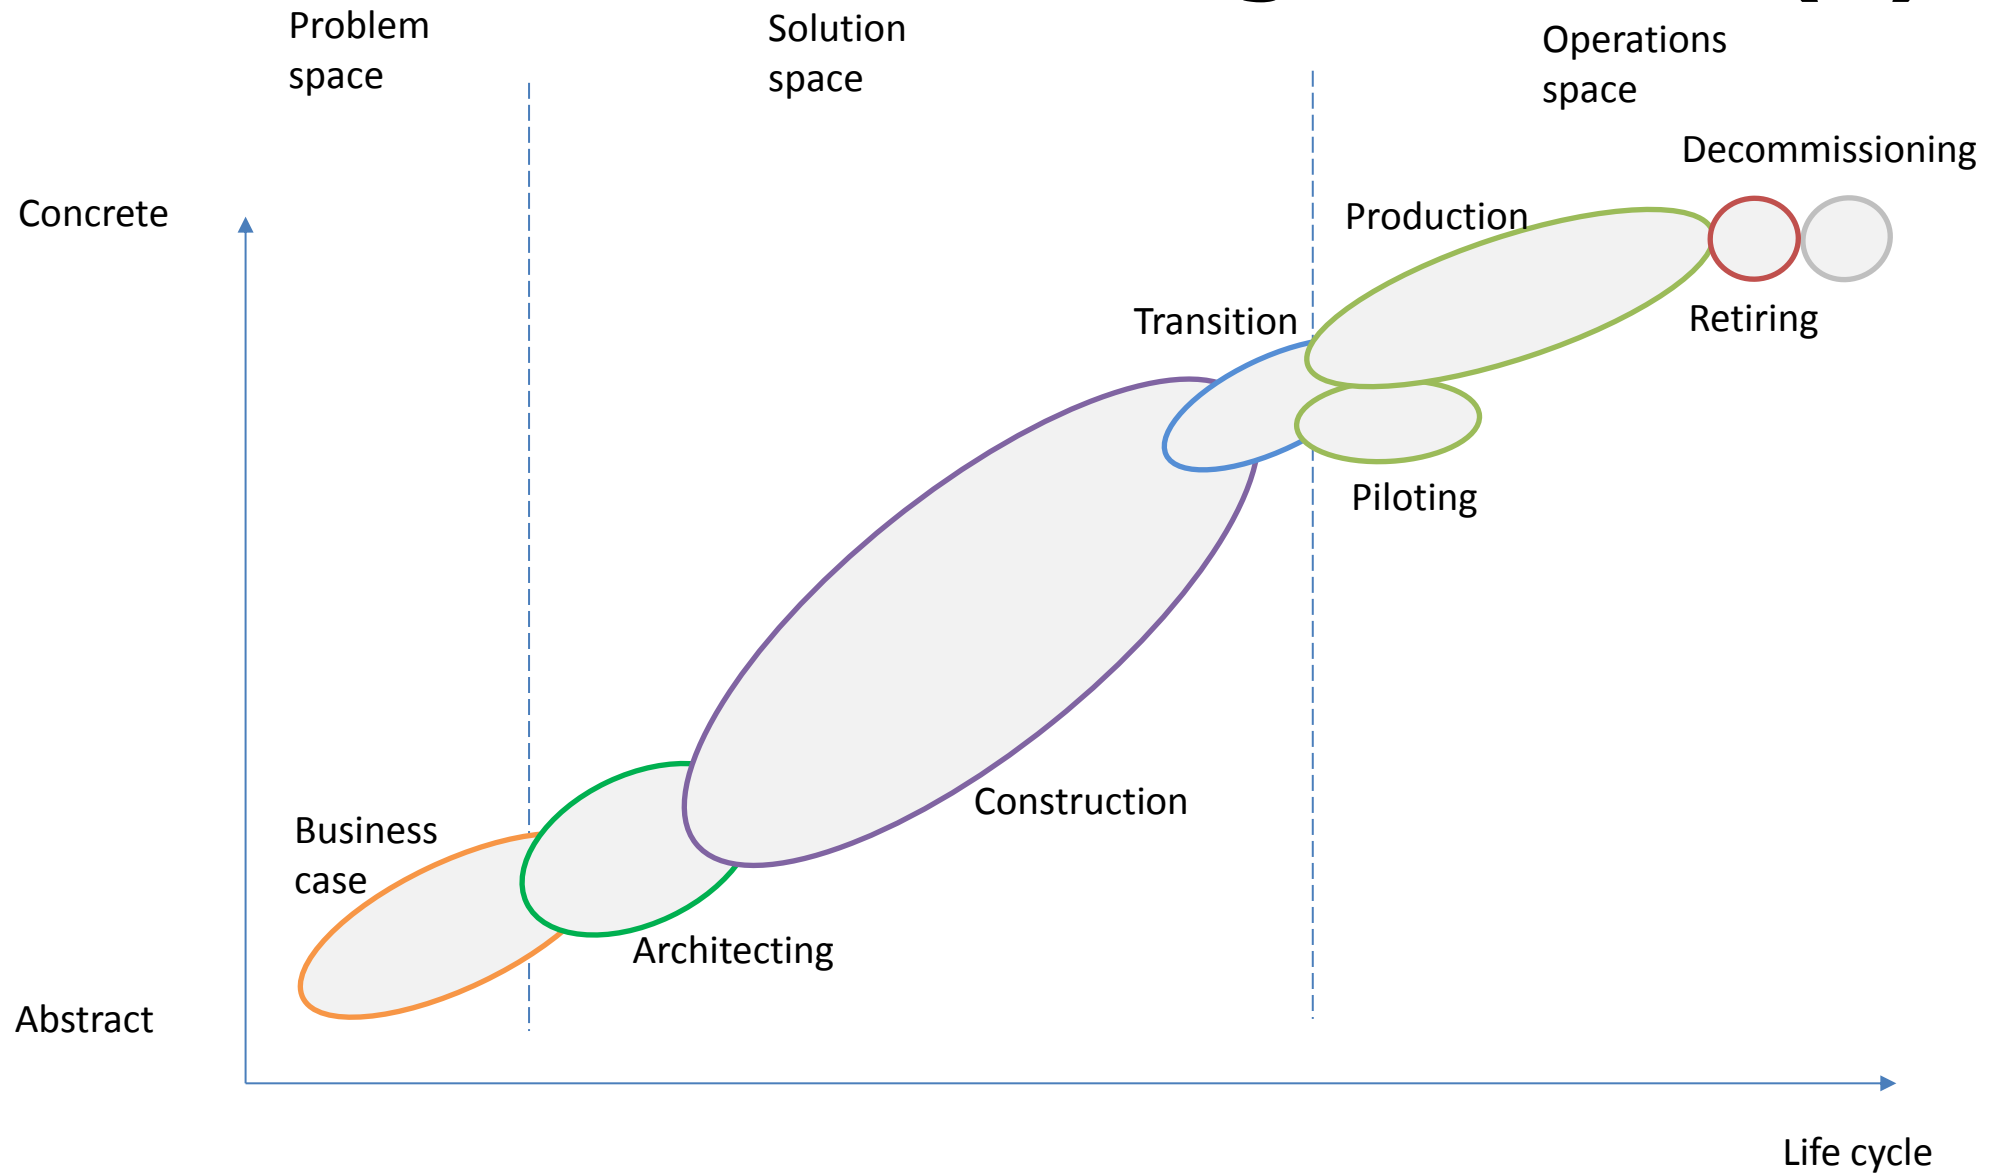 Problem
space
Solution
space
Operations
space
Decommissioning
Concrete
Production
Transition
Retiring
Piloting
Construction
Business
case
Architecting
Abstract
Life cycle